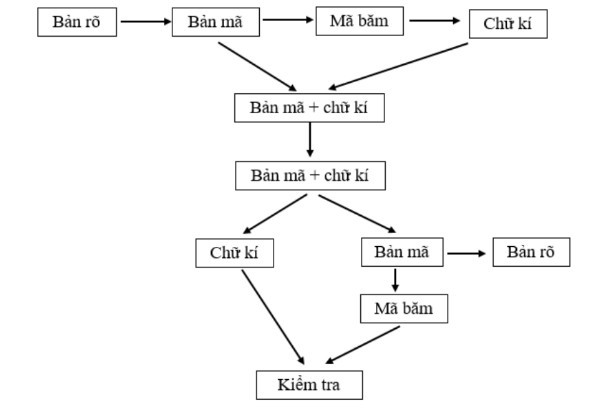 Bản rõ
Bản mã
Mã băm
Chữ kí
Bản mã + chữ kí
Bản mã + chữ kí
Chữ kí
Bản mã
Bản rõ
Mã băm
Kiểm tra